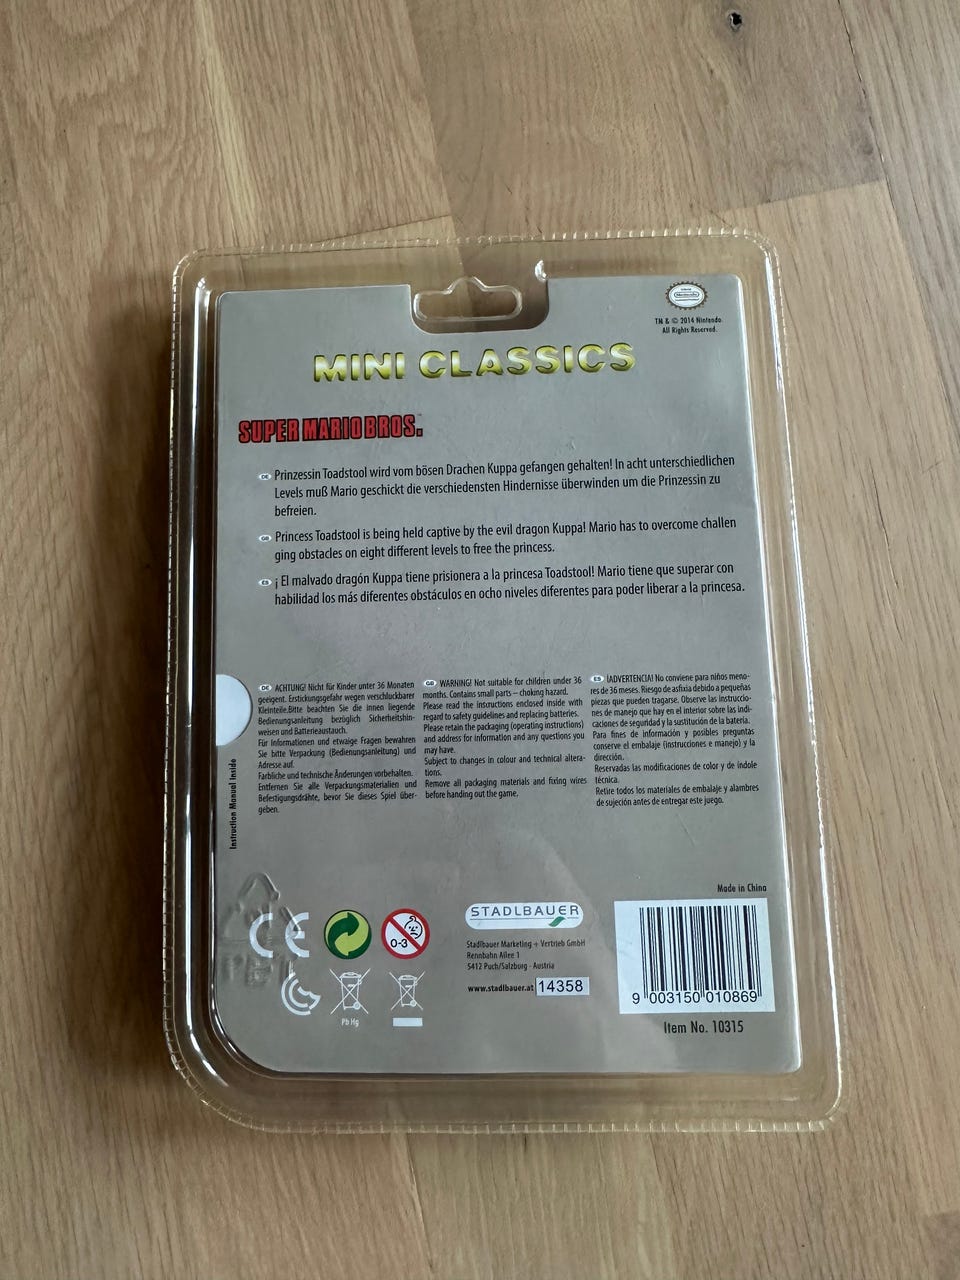 Nintendo
TM & © 2014 Nintendo.
All Rights Reserved.
MINI CLASSICS
SUPER MARIO BROS.™
DE Prinzessin Toadstool wird vom bösen Drachen Kuppa gefangen gehalten! In acht unterschiedlichen
Levels muß Mario geschickt die verschiedensten Hindernisse überwinden um die Prinzessin zu
befreien.
GB Princess Toadstool is being held captive by the evil dragon Kuppa! Mario has to overcome challen
ging obstacles on eight different levels to free the princess.
ES ¡ El malvado dragón Kuppa tiene prisionera a la princesa Toadstool! Mario tiene que superar con
habilidad los más diferentes obstáculos en ocho niveles diferentes para poder liberar a la princesa.
DE ACHTUNG! Nicht für Kinder unter 36 Monaten
geeignet. Erstickungsgefahr wegen verschluckbarer
Kleinteile.Bitte beachten Sie die innen liegende
Bedienungsanleitung bezüglich Sicherheitshin-
weisen und Batterieaustauch.
Für Informationen und etwaige Fragen bewahren
Sie bitte Verpackung (Bedienungsanleitung) und
Adresse auf.
Farbliche und technische Änderungen vorbehalten.
Entfernen Sie alle Verpackungsmaterialien und
Befestigungsdrähte, bevor Sie dieses Spiel über-
geben.
GB WARNING! Not suitable for children under 36
months. Contains small parts – choking hazard.
Please read the instructions enclosed inside with
regard to safety guidelines and replacing batteries.
Please retain the packaging (operating instructions)
and address for information and any questions you
may have.
Subject to changes in colour and technical altera-
tions.
Remove all packaging materials and fixing wires
before handing out the game.
ES ¡ADVERTENCIA! No conviene para niños meno-
res de 36 meses. Riesgo de asfixia debido a pequeñas
piezas que pueden tragarse. Observe las instruccio-
nes de manejo que hay en el interior sobre las indi-
caciones de seguridad y la sustitución de la batería.
Para fines de información y posibles preguntas
conserve el embalaje (instrucciones e manejo) y la
dirección.
Reservadas las modificaciones de color y de índole
técnica.
Retire todos los materiales de embalaje y alambres
de sujeción antes de entregar este juego.
Instruction Manual Inside
CE
0-3
Pb Hg
STADLBAUER
Stadlbauer Marketing + Vertrieb GmbH
Rennbahn Allee 1
5412 Puch/Salzburg - Austria
www.stadlbauer.at 14358
Made in China
9 003150 010869
Item No. 10315